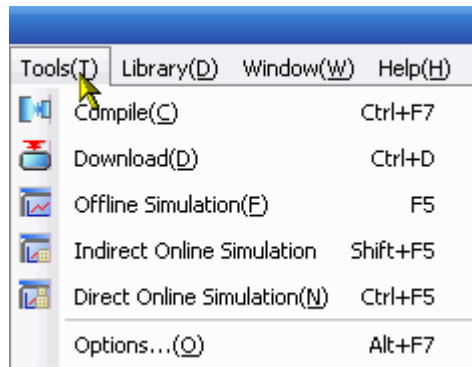 Tools(T) Library(D) Window(W) Help(H)
Compile(C) Ctrl+F7
Download(D) Ctrl+D
Offline Simulation(F) F5
Indirect Online Simulation Shift+F5
Direct Online Simulation(N) Ctrl+F5
Options...(O) Alt+F7